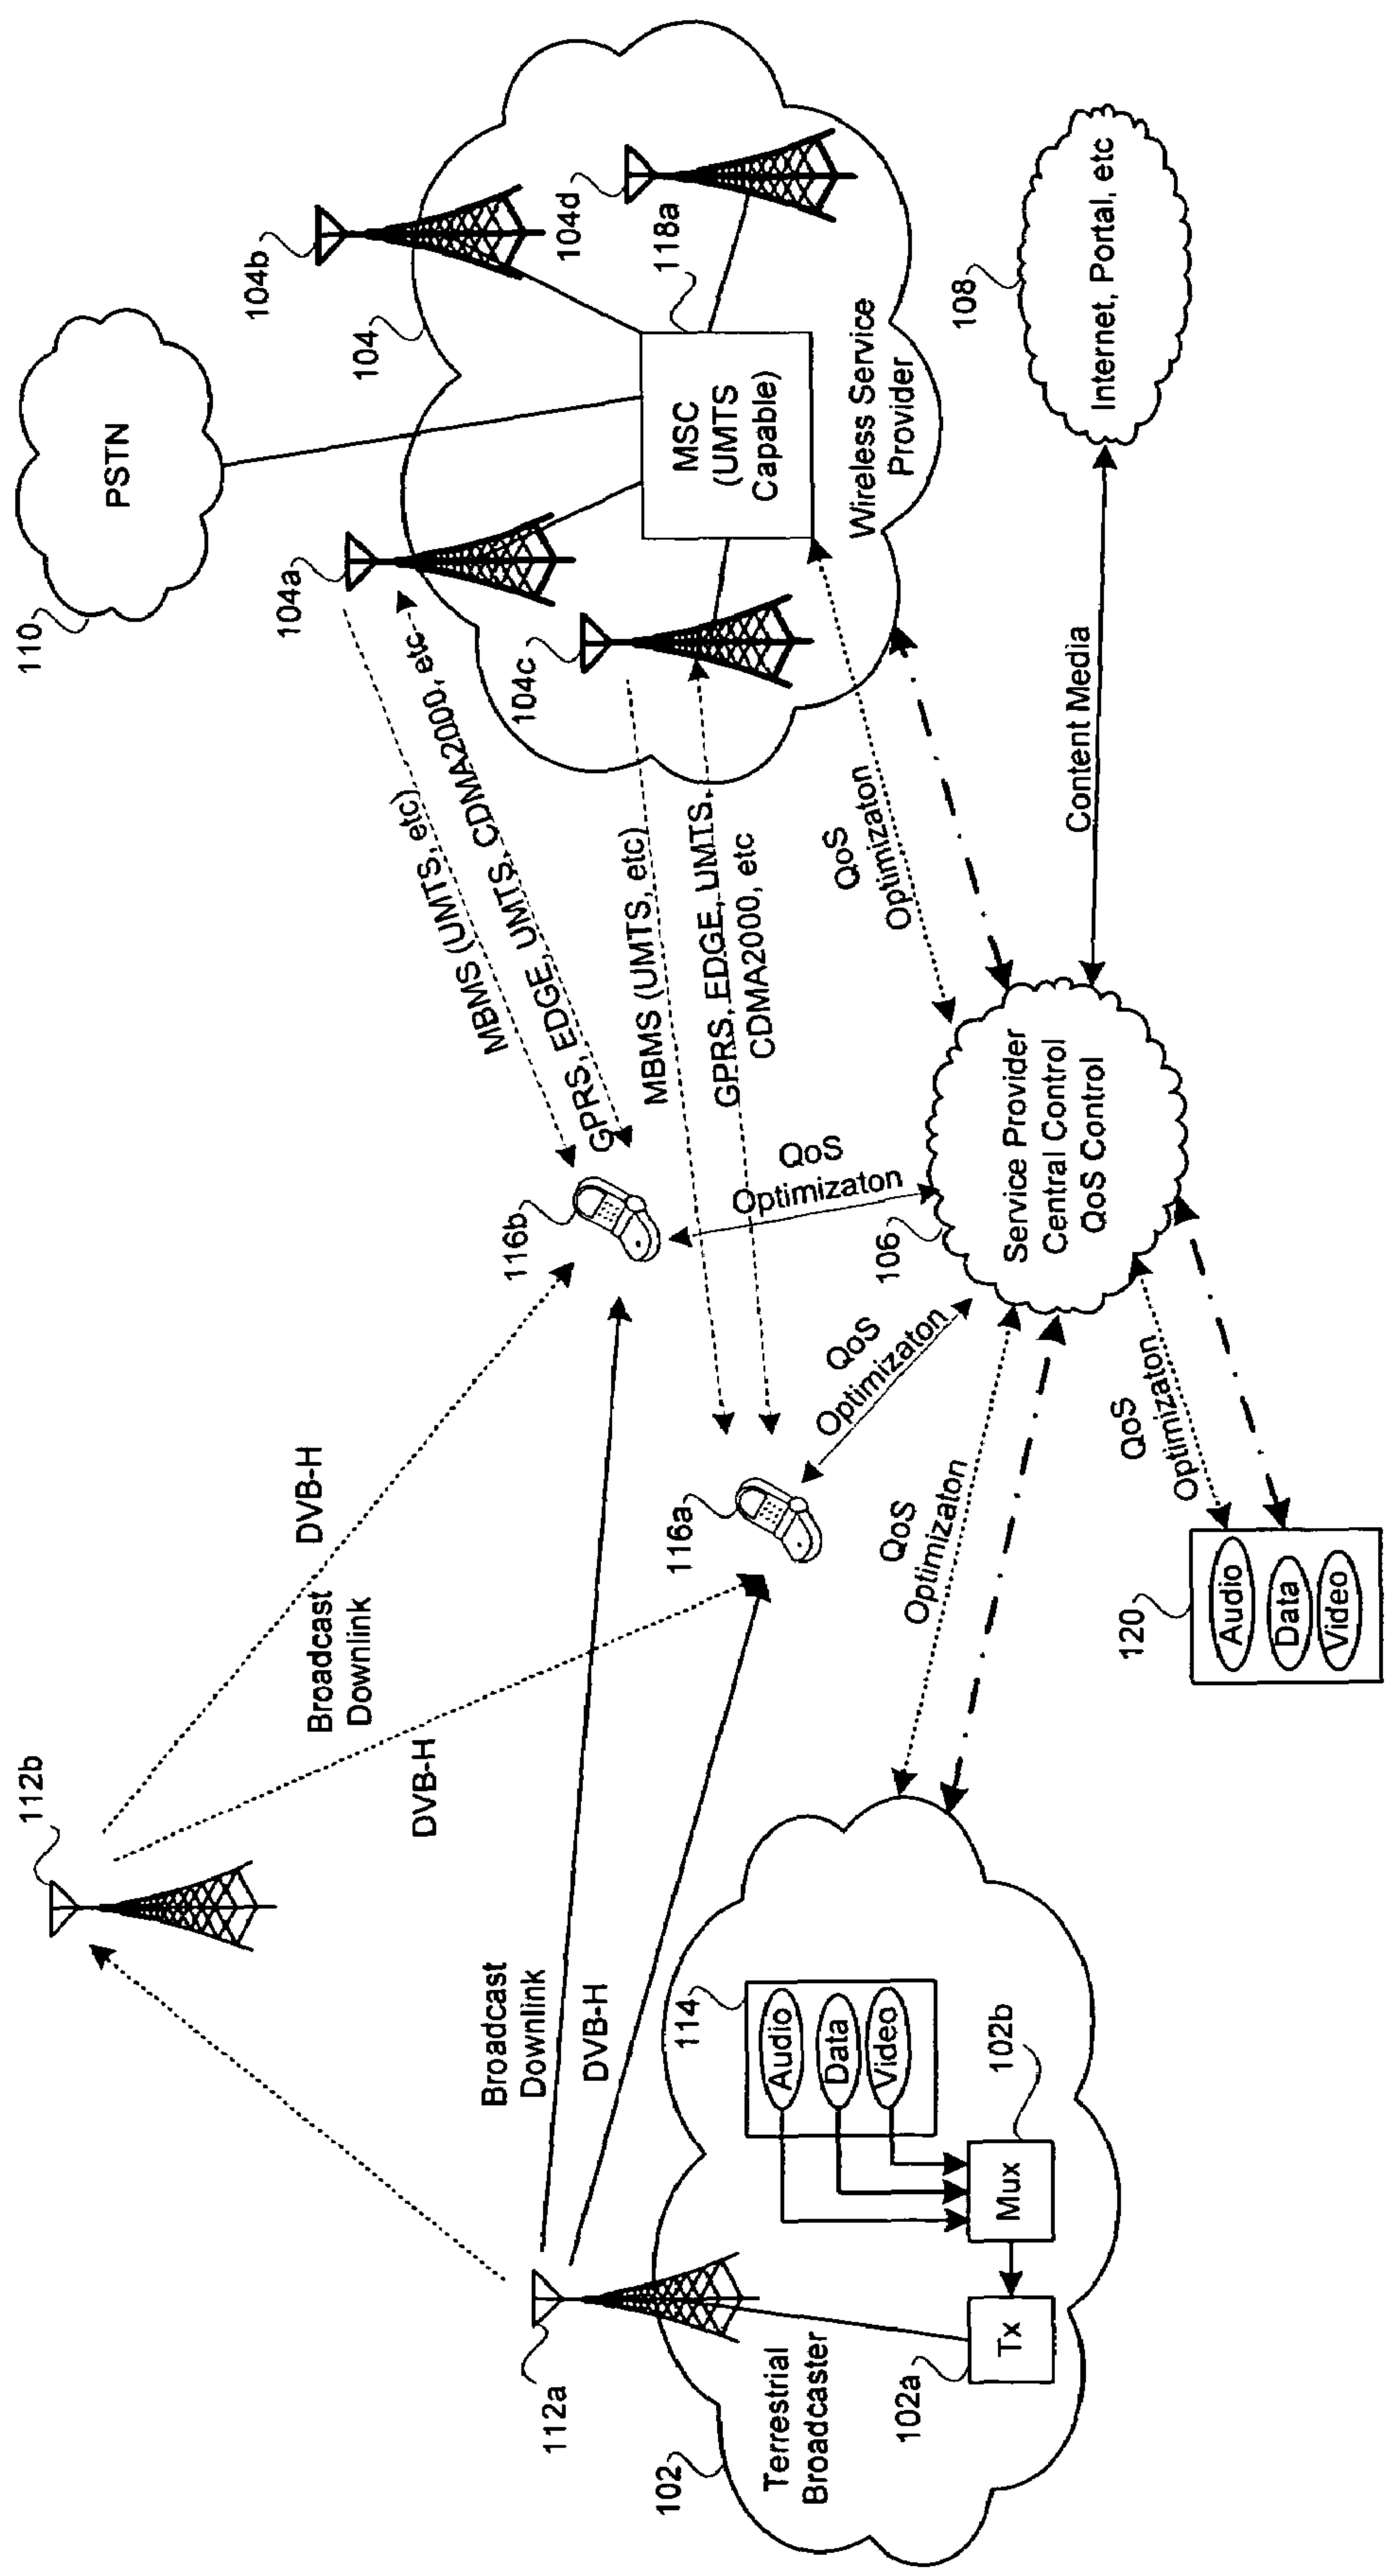 112b
DVB-H
Broadcast
Downlink
DVB-H
112a
Broadcast
Downlink
DVB-H
110
PSTN
104a
104b
104
104c
104d
118a
MSC
(UMTS
Capable)
Wireless Service
Provider
MBMS (UMTS, etc)
GPRS, EDGE, UMTS, CDMA2000, etc
MBMS (UMTS, etc)
GPRS, EDGE, UMTS,
CDMA2000, etc
116b
116a
QoS
Optimizaton
QoS
Optimizaton
QoS
Optimizaton
QoS
Optimizaton
QoS
Optimizaton
106
Service Provider
Central Control
QoS Control
Content Media
108
Internet, Portal, etc
102
Terrestrial
Broadcaster
114
Audio
Data
Video
102a
Tx
Mux
102b
120
Audio
Data
Video